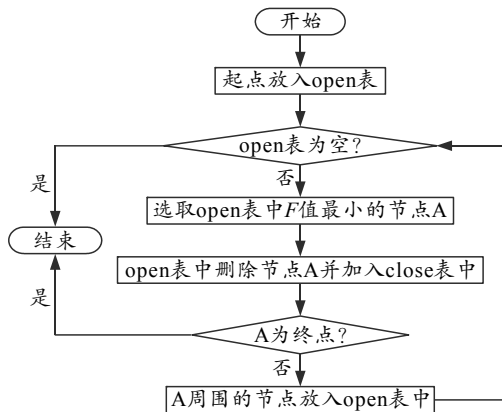 开始
起点放入open表
open表为空?
是
否
选取open表中F值最小的节点A
结束
open表中删除节点A并加入close表中
是
A为终点?
否
A周围的节点放入open表中